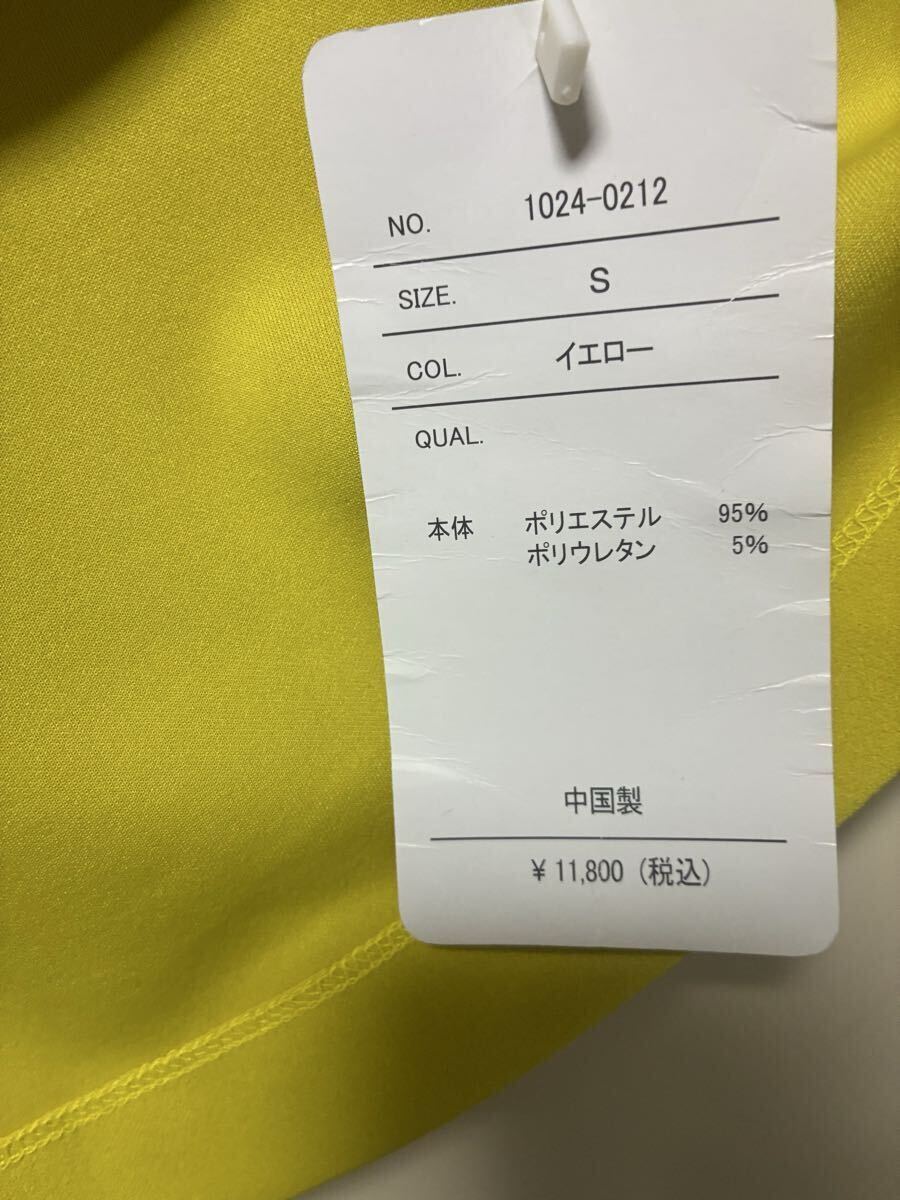 NO. 1024-0212
SIZE. S
COL. イエロー
QUAL.
本体 ポリエステル 95%
ポリウレタン 5%
中国製
¥ 11,800 (税込)